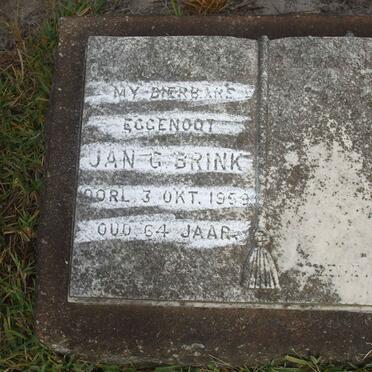 MY DIERBARE
EGGENOOT
JAN G. BRINK
OORL. 3 OKT. 1959
OUD 64 JAAR.